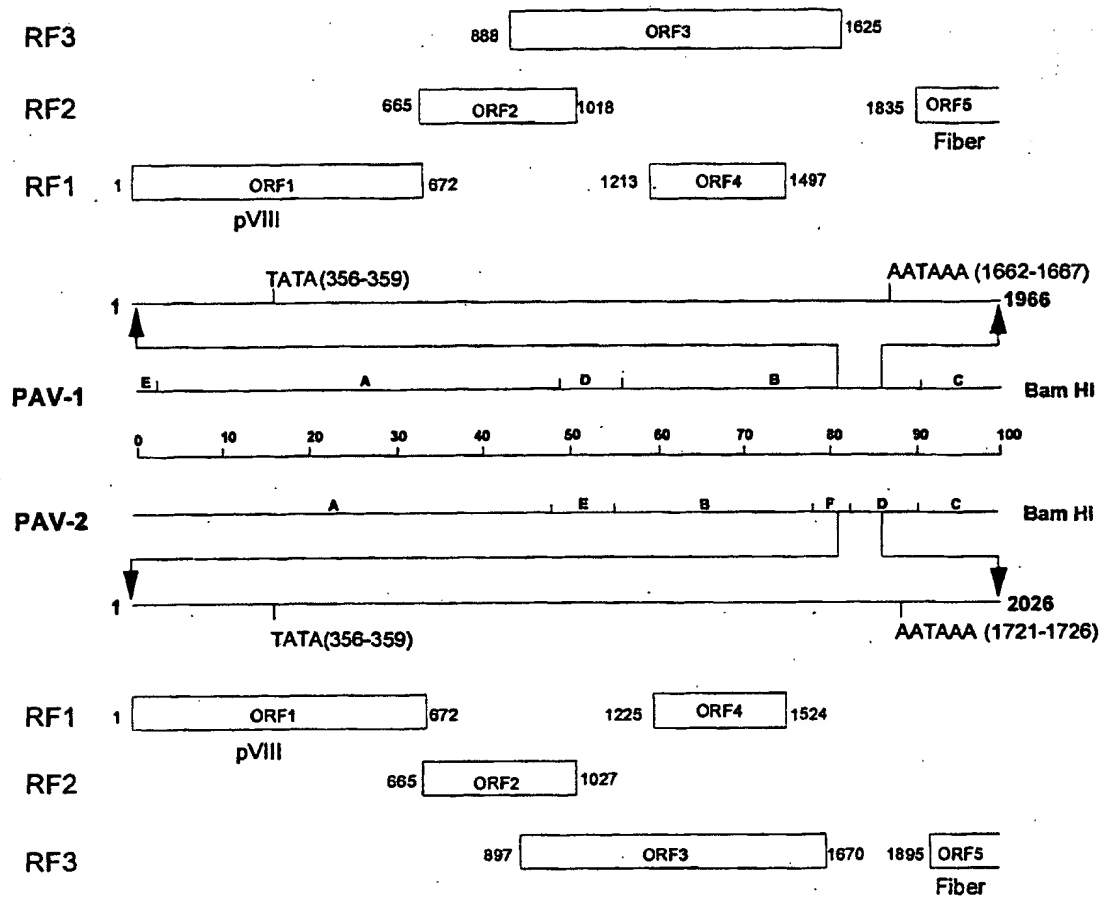 RF3 888 ORF3 1625
RF2 665 ORF2 1018 1835 ORF5
Fiber
RF1 1 ORF1 672 1213 ORF4 1497
pVIII
TATA(356-359) AATAAA (1662-1667)
1 1966
E A D B C
PAV-1 Bam HI
0 10 20 30 40 50 60 70 80 90 100
A E B F D C
PAV-2 Bam HI
1 2026
TATA(356-359) AATAAA (1721-1726)
RF1 1 ORF1 672 1225 ORF4 1524
pVIII
RF2 665 ORF2 1027
RF3 897 ORF3 1670 1895 ORF5
Fiber